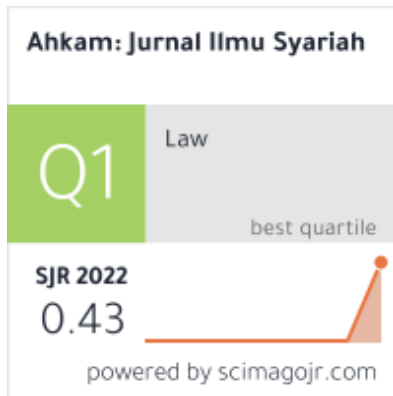 Ahkam: Jurnal Ilmu Syariah
Q1
Law
best quartile
SJR 2022
0.43
powered by scimagojr.com